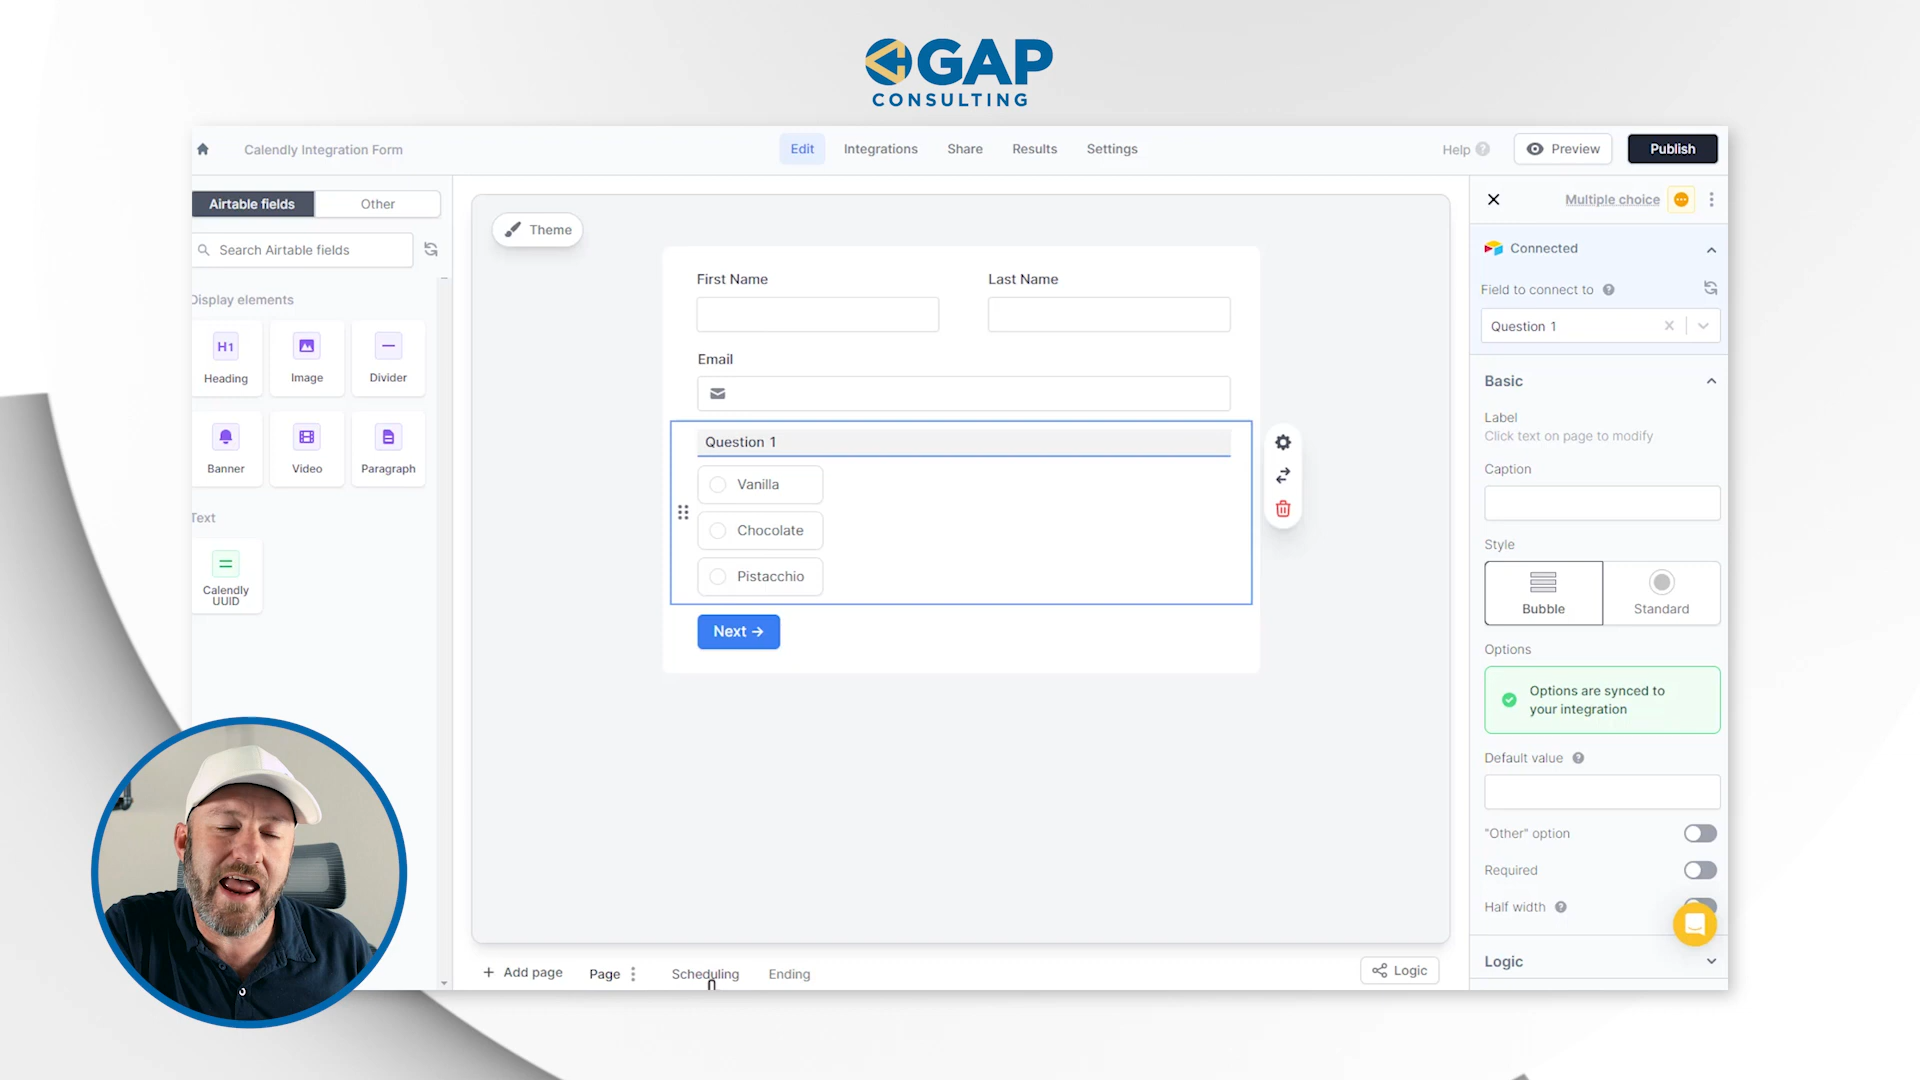 GAP
CONSULTING
Calendly Integration Form
Edit
Integrations
Share
Results
Settings
Help
Preview
Publish
Airtable fields
Other
Search Airtable fields
Display elements
H1
Heading
Image
Divider
Banner
Video
Paragraph
Text
Calendly
UUID
Theme
First Name
Last Name
Email
Question 1
Vanilla
Chocolate
Pistacchio
Next →
+ Add page
Page
Scheduling
Ending
Logic
Multiple choice
Connected
Field to connect to
Question 1
Basic
Label
Click text on page to modify
Caption
Style
Bubble
Standard
Options
Options are synced to
your integration
Default value
"Other" option
Required
Half width
Logic